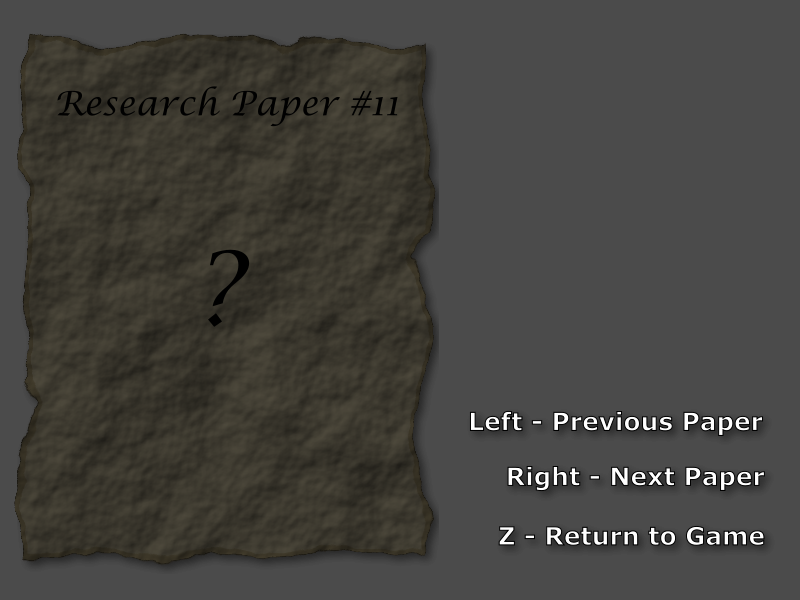 Research Paper #11
?
Left - Previous Paper
Right - Next Paper
Z - Return to Game